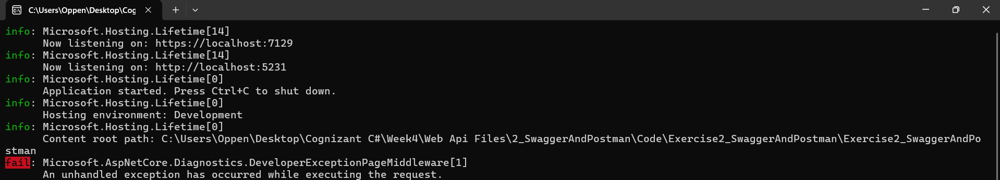 C:\Users\Oppen\Desktop\Cog
info: Microsoft.Hosting.Lifetime[14]
Now listening on: https://localhost:7129
info: Microsoft.Hosting.Lifetime[14]
Now listening on: http://localhost:5231
info: Microsoft.Hosting.Lifetime[0]
Application started. Press Ctrl+C to shut down.
info: Microsoft.Hosting.Lifetime[0]
Hosting environment: Development
info: Microsoft.Hosting.Lifetime[0]
Content root path: C:\Users\Oppen\Desktop\Cognizant C#\Week4\Web Api Files\2_SwaggerAndPostman\Code\Exercise2_SwaggerAndPostman\Exercise2_SwaggerAndPo
stman
fail: Microsoft.AspNetCore.Diagnostics.DeveloperExceptionPageMiddleware[1]
An unhandled exception has occurred while executing the request.